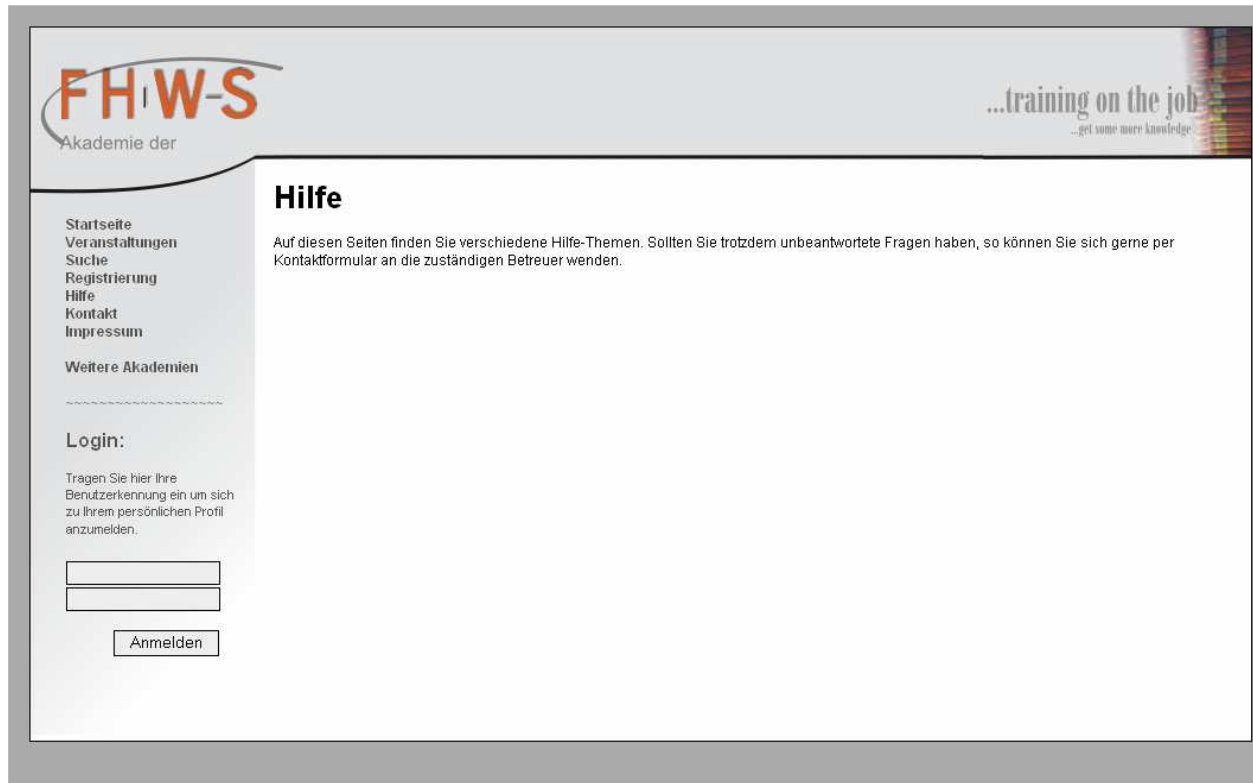 FH-W-S
Akademie der
...training on the job
...get some more knowledge
Startseite
Veranstaltungen
Suche
Registrierung
Hilfe
Kontakt
Impressum
Weitere Akademien
~~~~~~~~~~~~~~~~~~~
Login:
Tragen Sie hier Ihre
Benutzerkennung ein um sich
zu Ihrem persönlichen Profil
anzumelden.
Anmelden
Hilfe
Auf diesen Seiten finden Sie verschiedene Hilfe-Themen. Sollten Sie trotzdem unbeantwortete Fragen haben, so können Sie sich gerne per
Kontaktformular an die zuständigen Betreuer wenden.